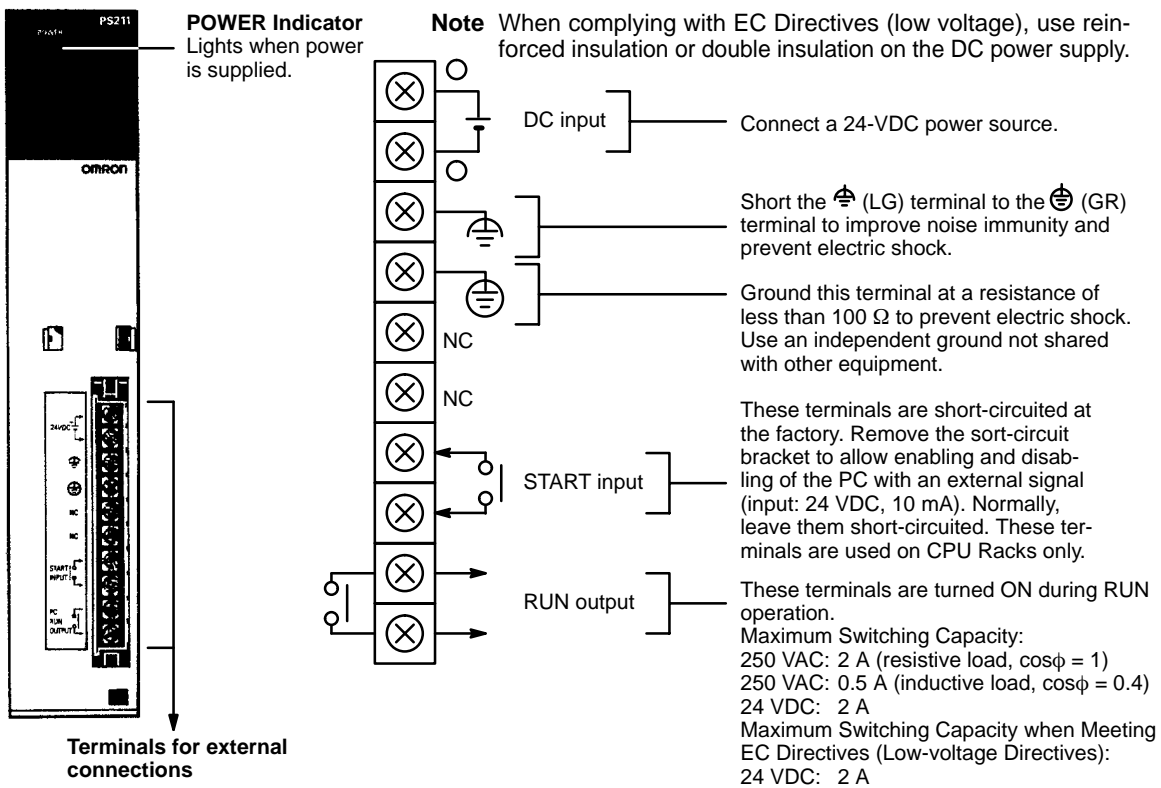 PS211
POWER
OMRON
24VDC
NC
NC
START
INPUT
PC
RUN
OUTPUT
POWER Indicator
Lights when power
is supplied.
Terminals for external
connections
Note When complying with EC Directives (low voltage), use rein-
forced insulation or double insulation on the DC power supply.
DC input
Connect a 24-VDC power source.
Short the (LG) terminal to the (GR)
terminal to improve noise immunity and
prevent electric shock.
Ground this terminal at a resistance of
less than 100 Ω to prevent electric shock.
Use an independent ground not shared
with other equipment.
NC
NC
START input
These terminals are short-circuited at
the factory. Remove the sort-circuit
bracket to allow enabling and disab-
ling of the PC with an external signal
(input: 24 VDC, 10 mA). Normally,
leave them short-circuited. These ter-
minals are used on CPU Racks only.
RUN output
These terminals are turned ON during RUN
operation.
Maximum Switching Capacity:
250 VAC: 2 A (resistive load, cosϕ = 1)
250 VAC: 0.5 A (inductive load, cosϕ = 0.4)
24 VDC: 2 A
Maximum Switching Capacity when Meeting
EC Directives (Low-voltage Directives):
24 VDC: 2 A